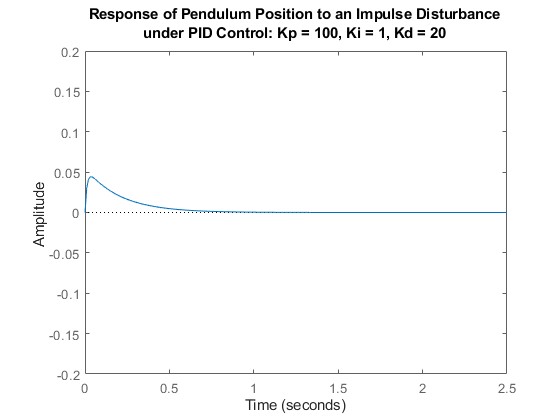 Response of Pendulum Position to an Impulse Disturbance
under PID Control: Kp = 100, Ki = 1, Kd = 20
0.2
0.15
0.1
0.05
0
-0.05
-0.1
-0.15
-0.2
Amplitude
0 0.5 1 1.5 2 2.5
Time (seconds)